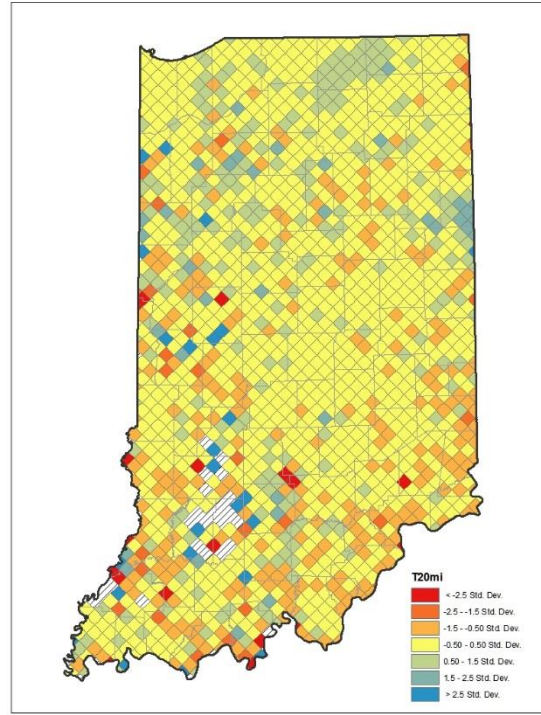 T20mi
< -2.5 Std. Dev.
-2.5 - -1.5 Std. Dev.
-1.5 - -0.50 Std. Dev.
-0.50 - 0.50 Std. Dev.
0.50 - 1.5 Std. Dev.
1.5 - 2.5 Std. Dev.
> 2.5 Std. Dev.